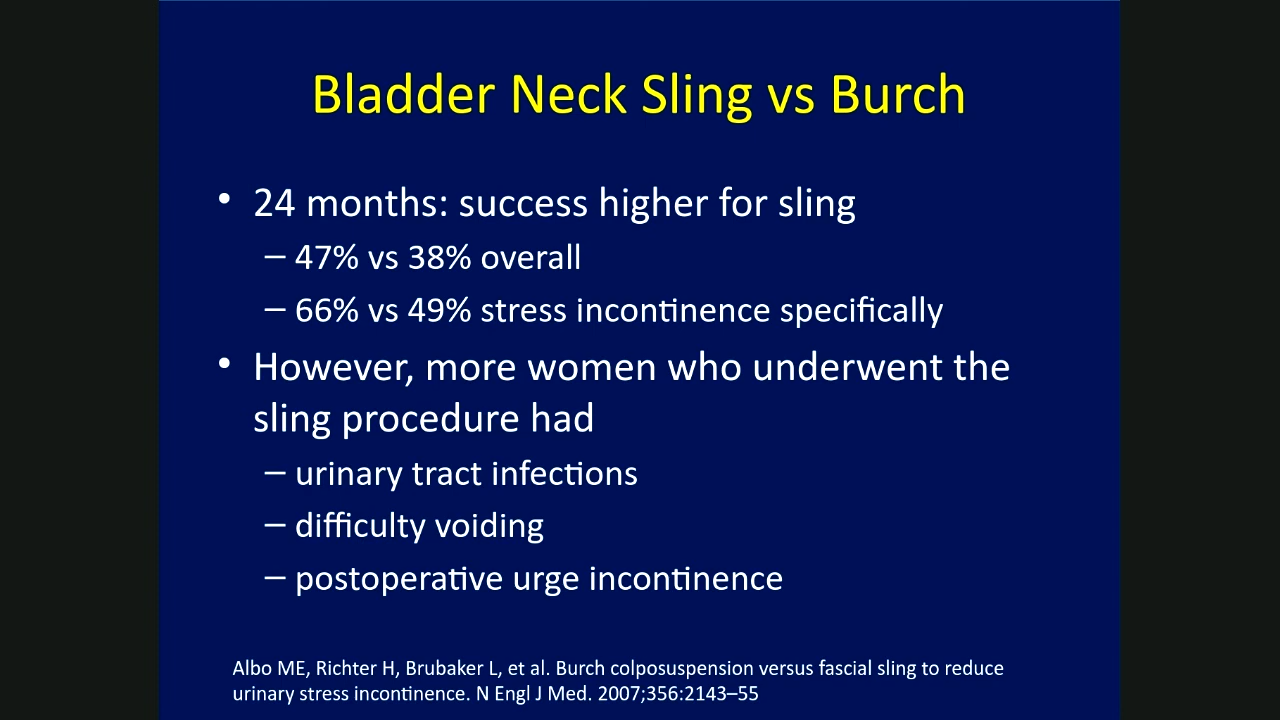 Bladder Neck Sling vs Burch
• 24 months: success higher for sling
– 47% vs 38% overall
– 66% vs 49% stress incontinence specifically
• However, more women who underwent the
sling procedure had
– urinary tract infections
– difficulty voiding
– postoperative urge incontinence
Albo ME, Richter H, Brubaker L, et al. Burch colposuspension versus fascial sling to reduce
urinary stress incontinence. N Engl J Med. 2007;356:2143–55